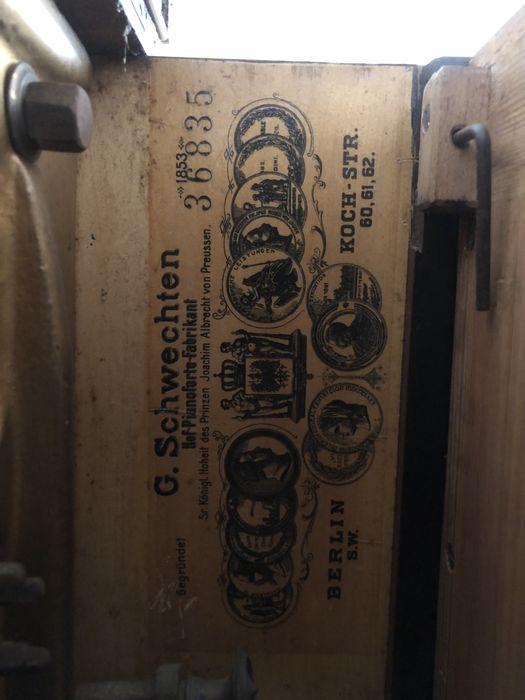 Gegründet ·»1853«·
G. Schwechten 36835
Hof-Pianoforte-Fabrikant
Sr Königl. Hoheit des Prinzen Joachim Albrecht von Preussen.
BERLIN KOCH-STR.
S.W. 60, 61, 62.